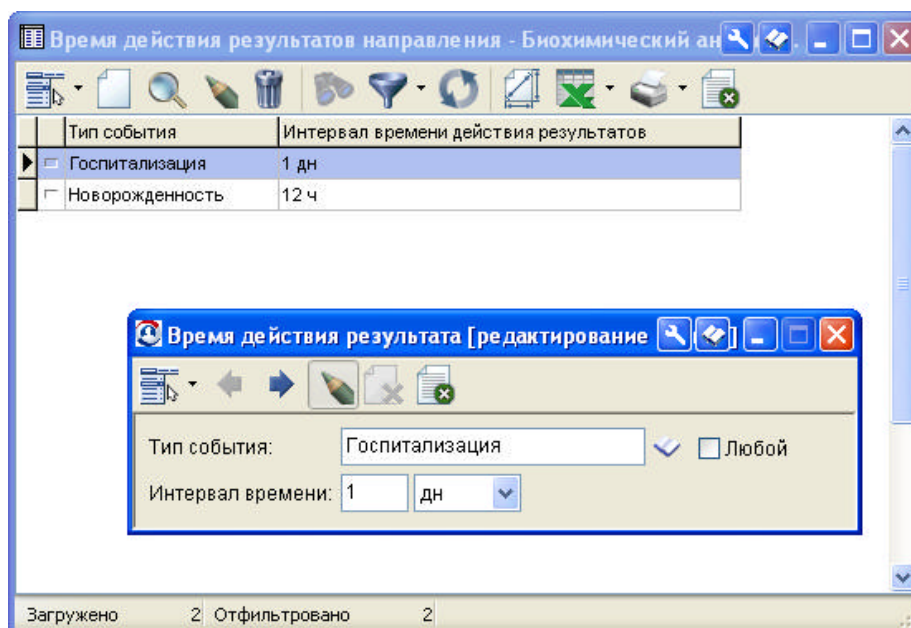 Время действия результатов направления - Биохимический ан
Тип события Интервал времени действия результатов
Госпитализация 1 дн
Новорожденность 12 ч
Время действия результата [редактирование ]
Тип события: Госпитализация Любой
Интервал времени: 1 дн
Загружено 2 Отфильтровано 2